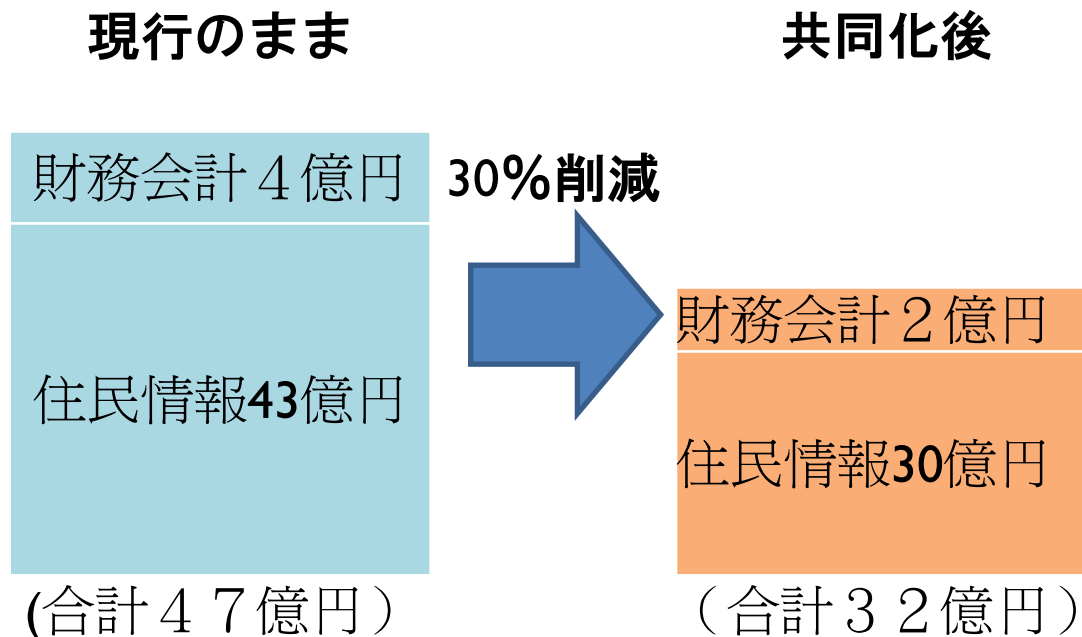 現行のまま
共同化後
財務会計４億円
30%削減
住民情報43億円
財務会計２億円
住民情報30億円
(合計４７億円）
（合計３２億円）